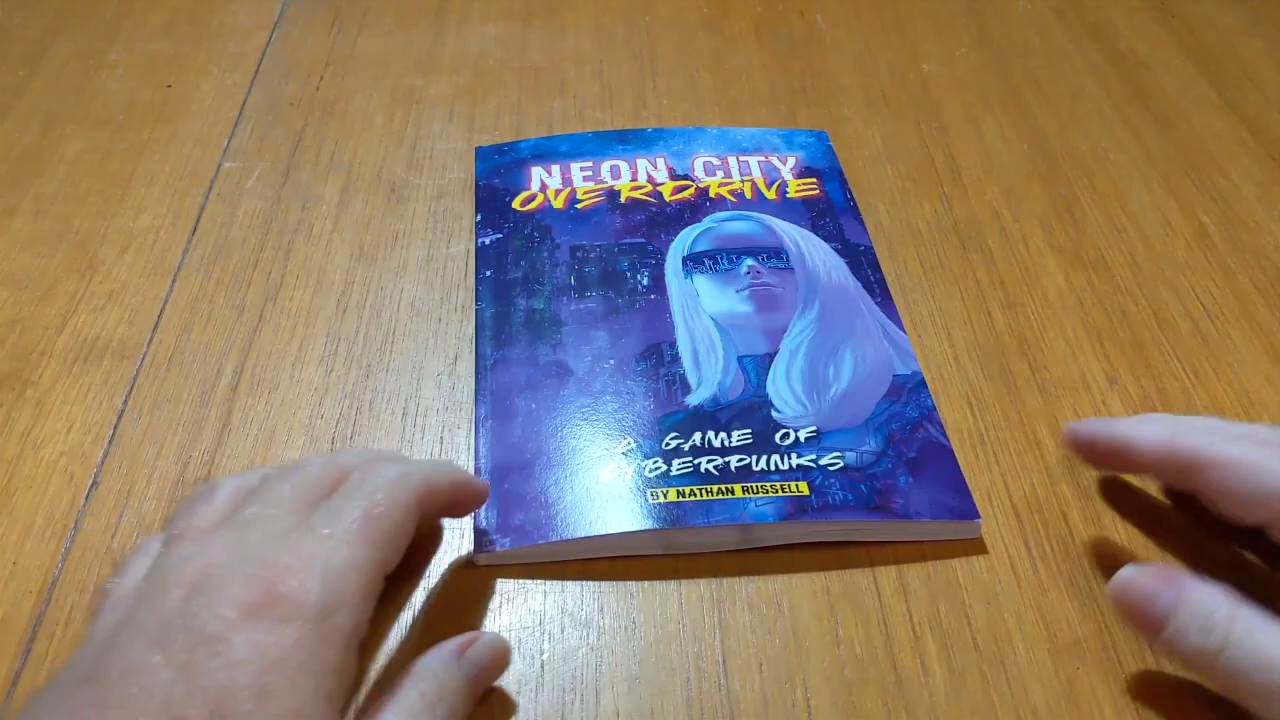 NEON CITY
OVERDRIVE
A GAME OF
CYBERPUNKS
BY NATHAN RUSSELL